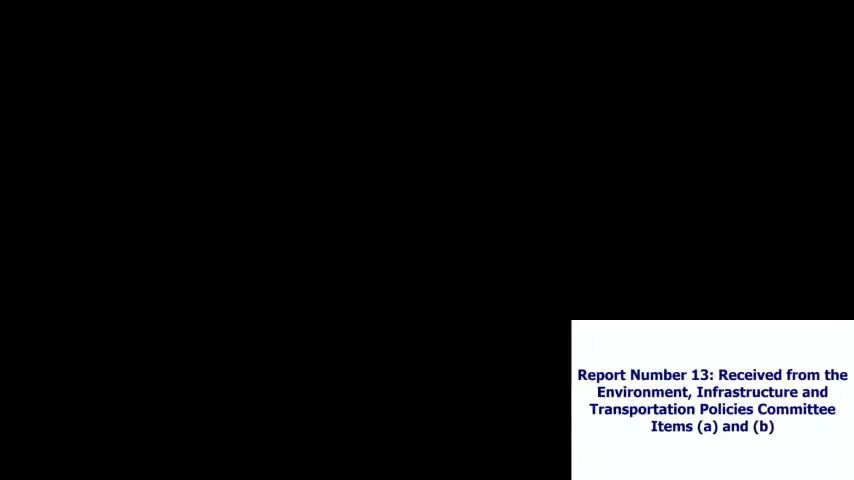 Report Number 13: Received from the
Environment, Infrastructure and
Transportation Policies Committee
Items (a) and (b)